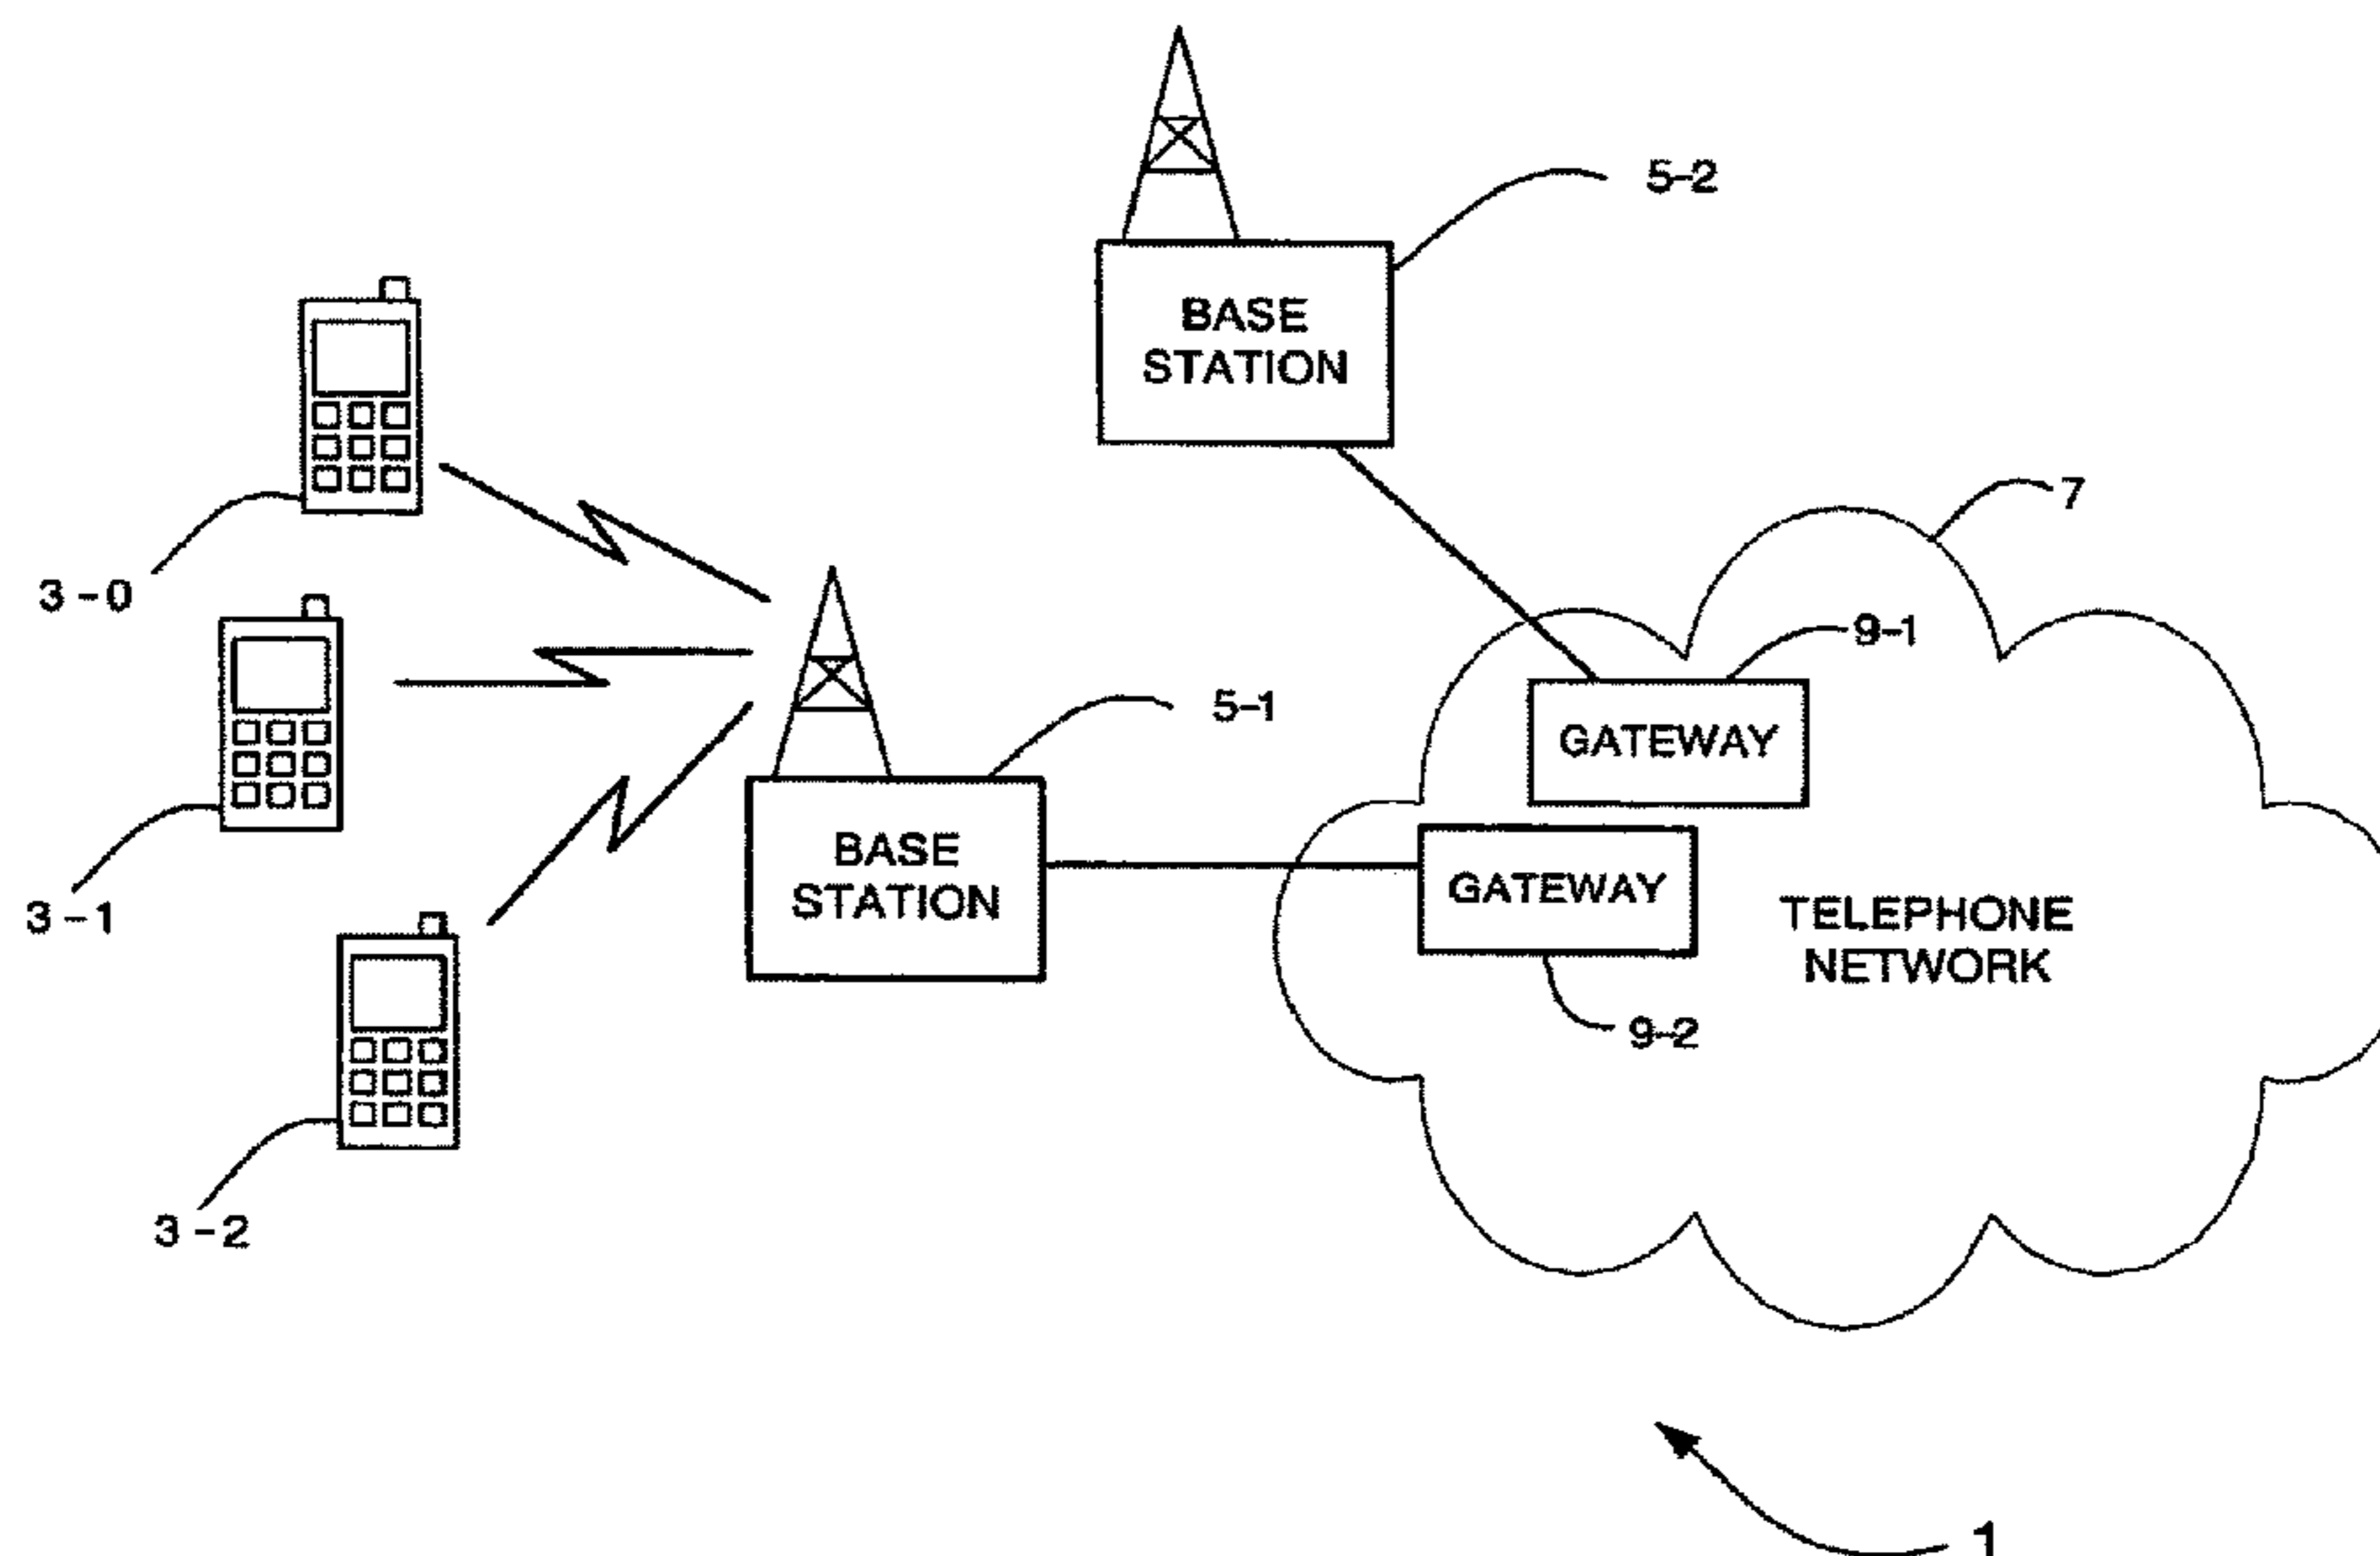 5-2
BASE
STATION
7
3-0
9-1
5-1
GATEWAY
BASE
STATION
GATEWAY
TELEPHONE
NETWORK
3-1
9-2
3-2
1